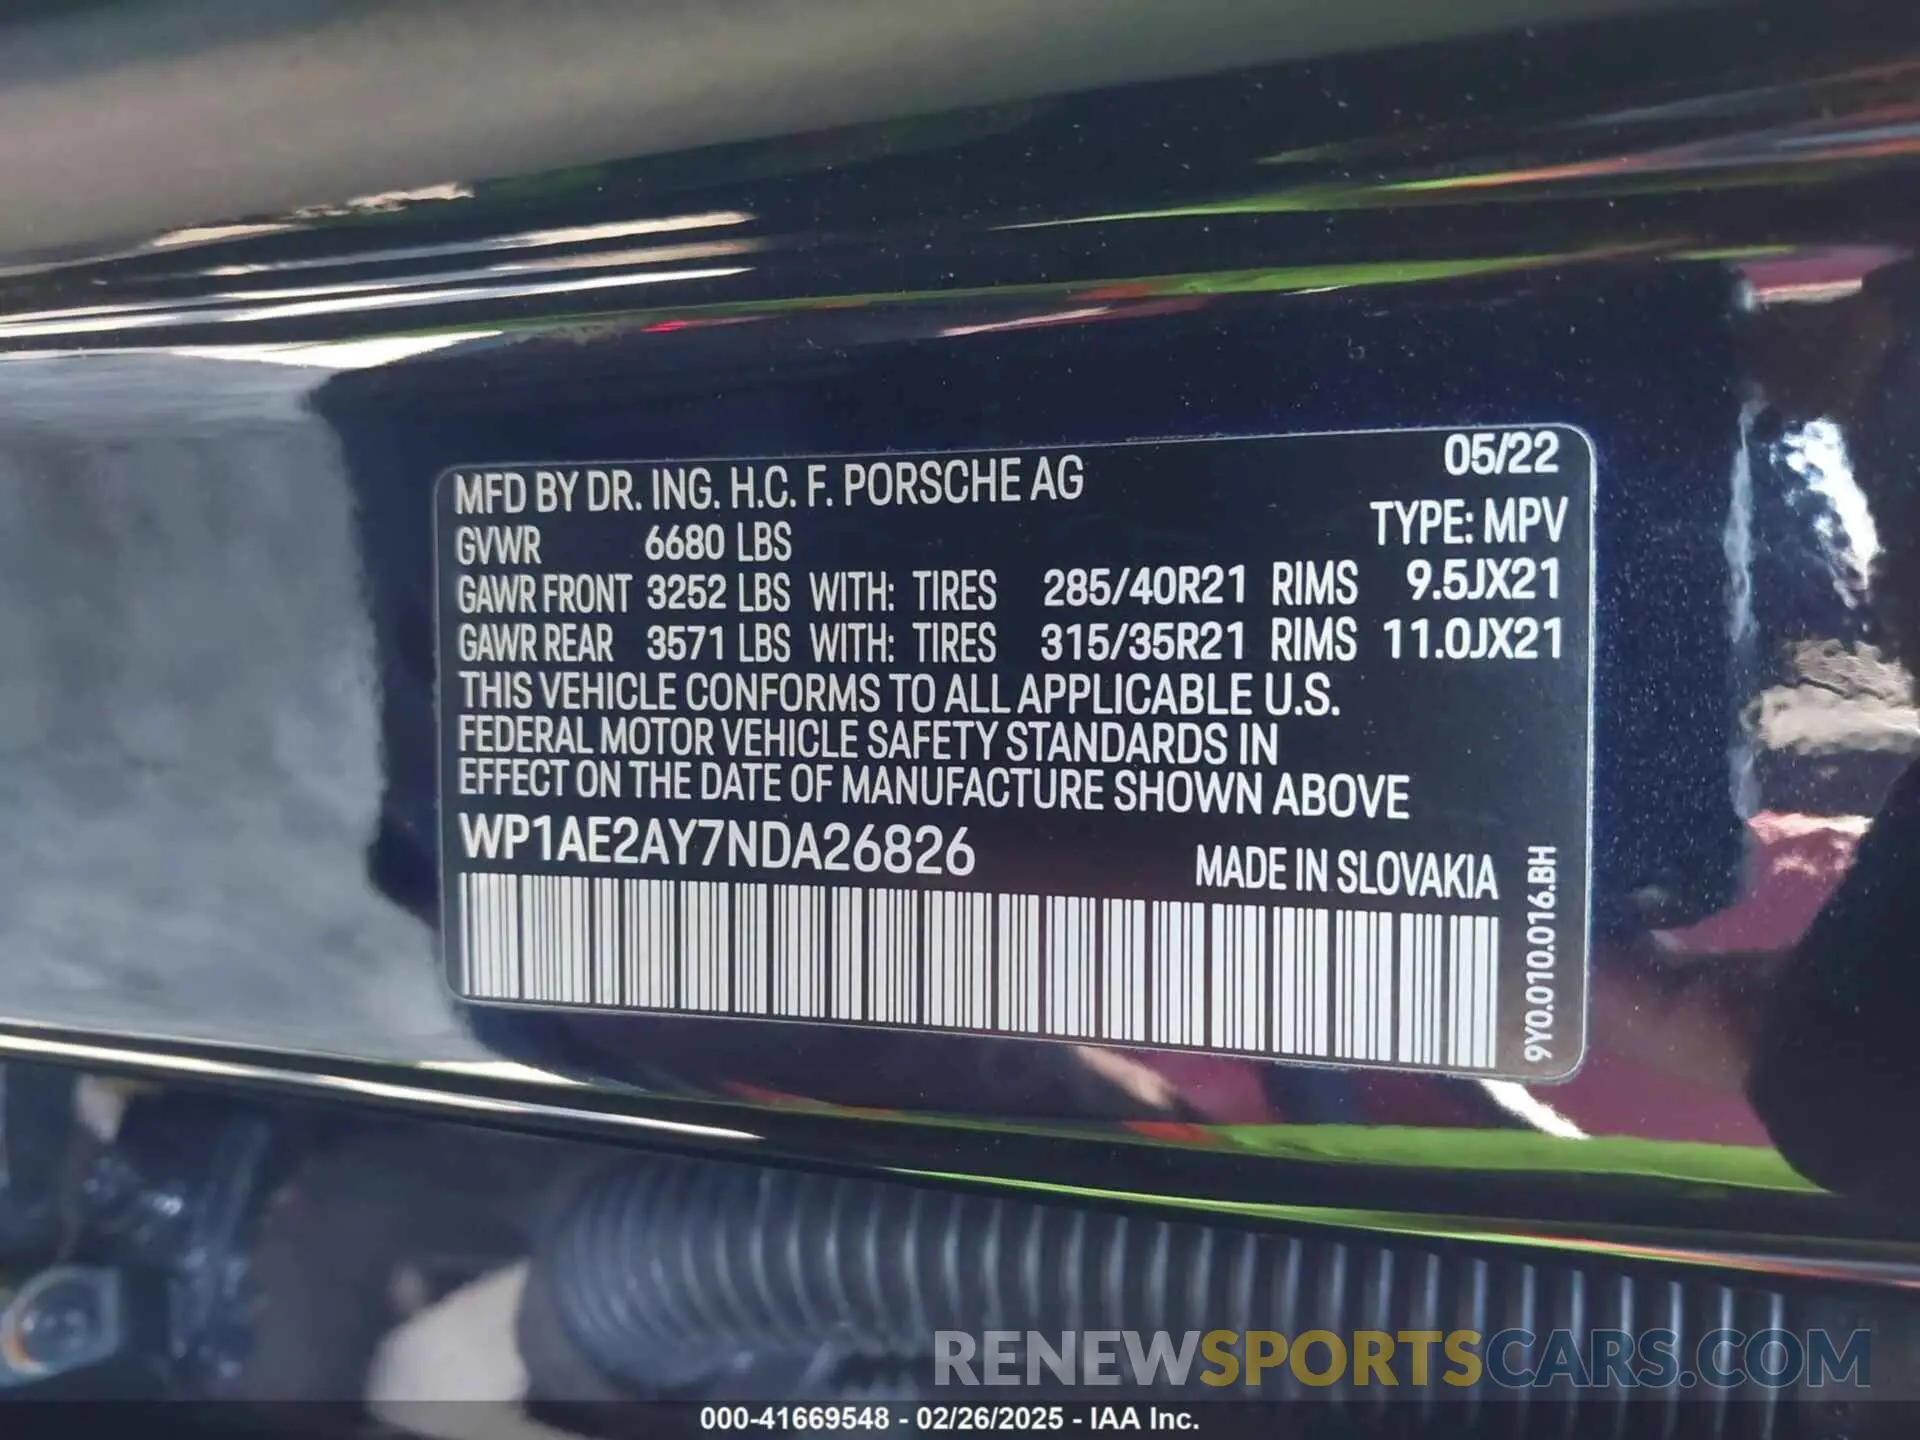 05/22
MFD BY DR. ING. H.C. F. PORSCHE AG
TYPE: MPV
GVWR 6680 LBS
GAWR FRONT 3252 LBS WITH: TIRES 285/40R21 RIMS 9.5JX21
GAWR REAR 3571 LBS WITH: TIRES 315/35R21 RIMS 11.0JX21
THIS VEHICLE CONFORMS TO ALL APPLICABLE U.S.
FEDERAL MOTOR VEHICLE SAFETY STANDARDS IN
EFFECT ON THE DATE OF MANUFACTURE SHOWN ABOVE
WP1AE2AY7NDA26826
MADE IN SLOVAKIA
9Y0.010.016.BH
RENEWSPORTSCARS.COM
000-41669548 - 02/26/2025 - IAA Inc.